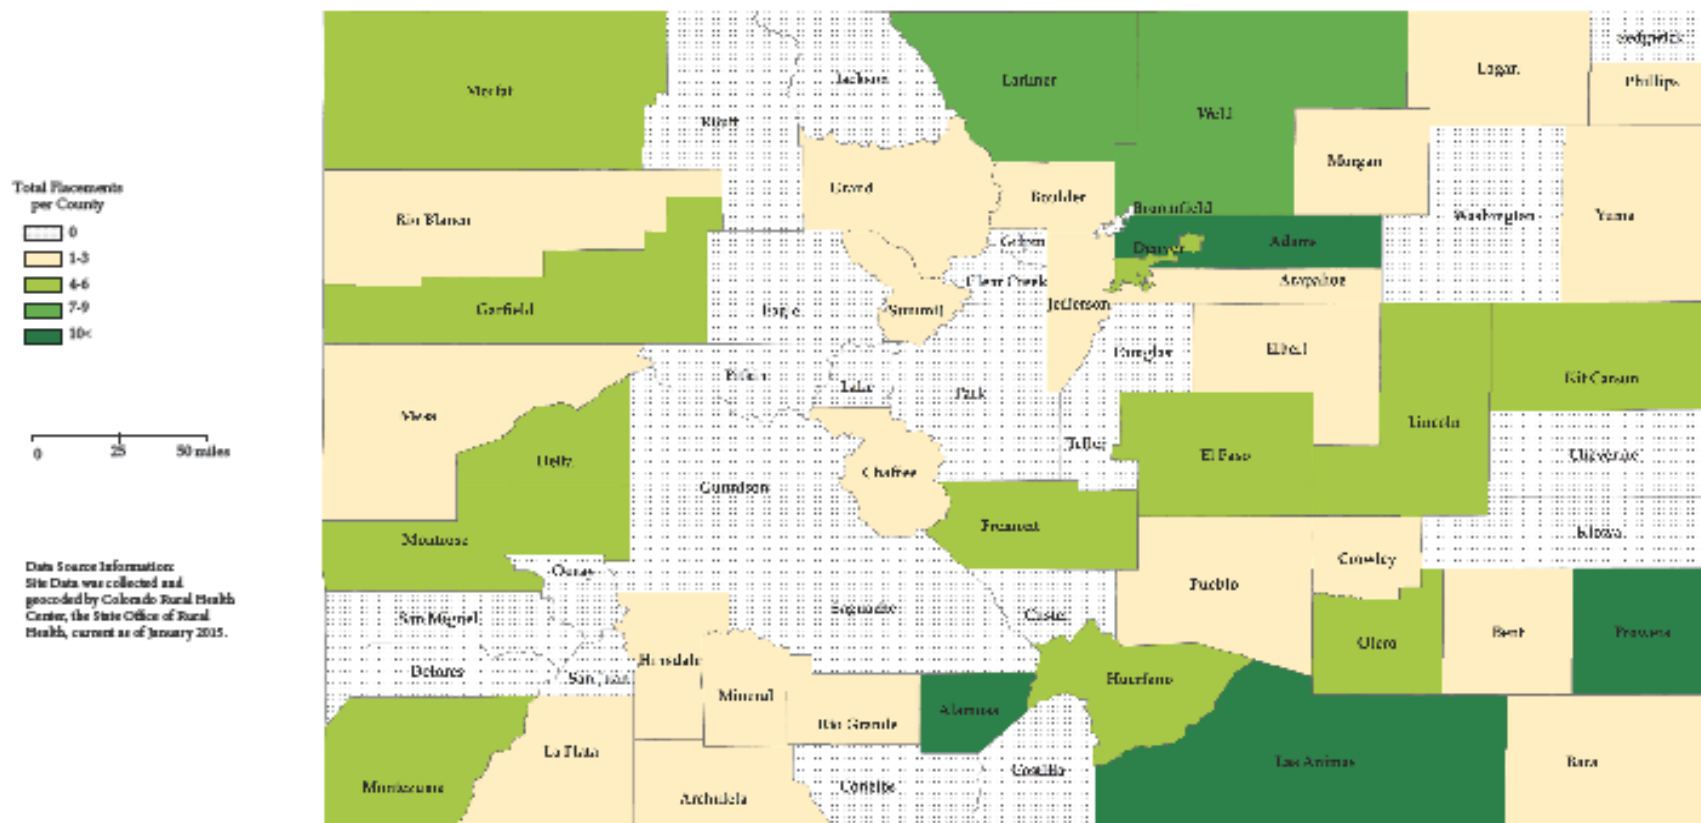 Total Placements
per County
0
1-3
4-6
7-9
10<
0 25 50 miles
Data Source Information:
Site Data was collected and
geocoded by Colorado Rural Health
Center, the State Office of Rural
Health, current as of January 2015.
Moffat
Routt
Jackson
Larimer
Weld
Logan
Sedgwick
Phillips
Rio Blanco
Grand
Boulder
Broomfield
Morgan
Washington
Yuma
Garfield
Eagle
Summit
Gilpin
Clear Creek
Jefferson
Denver
Adams
Arapahoe
Mesa
Pitkin
Lake
Park
Douglas
Elbert
Lincoln
Kit Carson
Delta
Gunnison
Chaffee
Teller
El Paso
Cheyenne
Montrose
Ouray
Fremont
Kiowa
San Miguel
Saguache
Custer
Pueblo
Crowley
Otero
Bent
Prowers
Dolores
San Juan
Hinsdale
Mineral
Rio Grande
Alamosa
Huerfano
Montezuma
La Plata
Archuleta
Conejos
Costilla
Las Animas
Baca